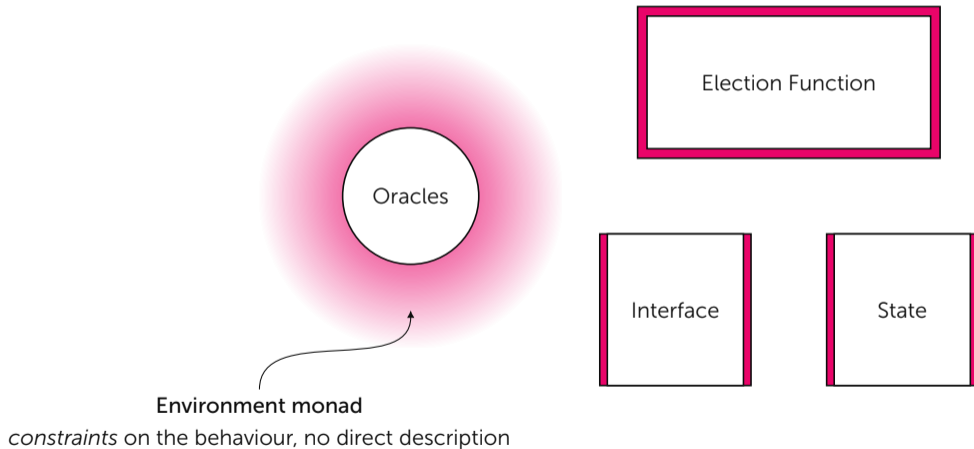 Election Function
Oracles
Interface
State
Environment monad
constraints on the behaviour, no direct description